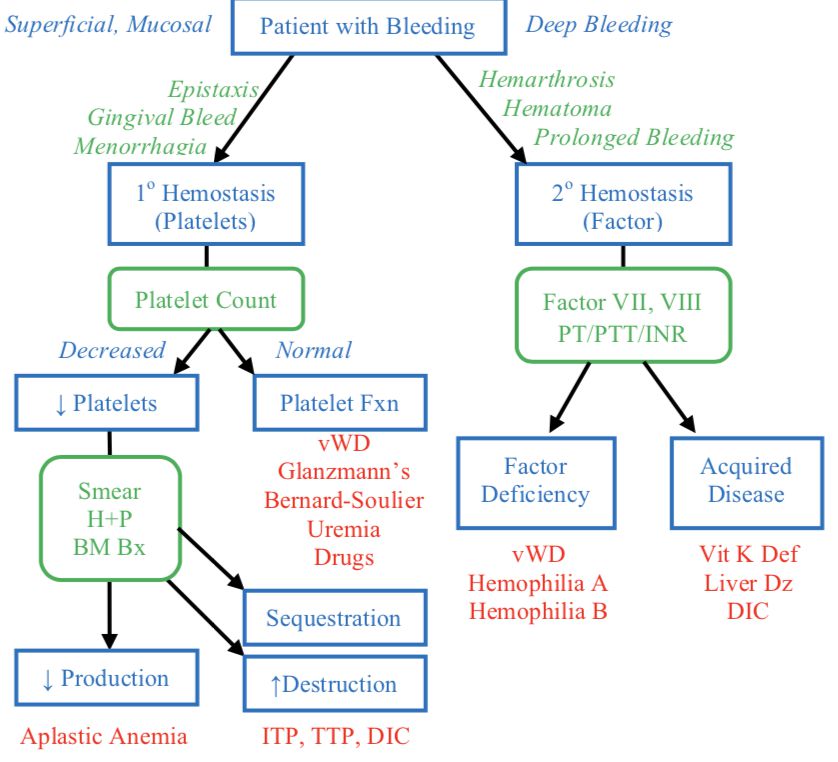 Superficial, Mucosal
Patient with Bleeding
Deep Bleeding
Epistaxis
Gingival Bleed
Menorrhagia
Hemarthrosis
Hematoma
Prolonged Bleeding
1° Hemostasis
(Platelets)
2° Hemostasis
(Factor)
Platelet Count
Factor VII, VIII
PT/PTT/INR
Decreased
Normal
↓ Platelets
Platelet Fxn
vWD
Glanzmann's
Bernard-Soulier
Uremia
Drugs
Factor
Deficiency
Acquired
Disease
Smear
H+P
BM Bx
vWD
Hemophilia A
Hemophilia B
Vit K Def
Liver Dz
DIC
Sequestration
↓ Production
↑Destruction
Aplastic Anemia
ITP, TTP, DIC